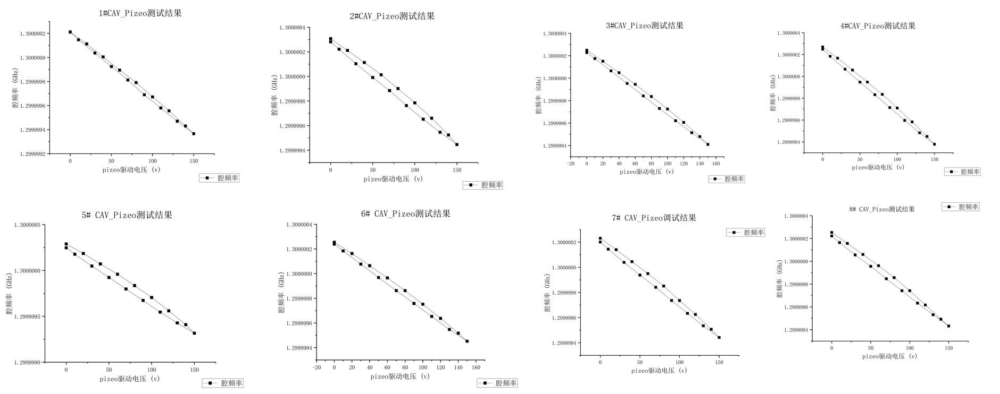 1#CAV_Pizeo测试结果
1.3000002
1.3000000
1.2999998
1.2999996
1.2999994
1.2999992
腔频率 (GHz)
0 50 100 150
pizeo驱动电压 (v)
腔频率
2#CAV_Pizeo测试结果
1.3000004
1.3000002
1.3000000
1.2999998
1.2999996
1.2999994
腔频率 (GHz)
0 50 100 150
pizeo驱动电压 (v)
腔频率
3#CAV_Pizeo测试结果
1.3000004
1.3000002
1.3000000
1.2999998
1.2999996
1.2999994
腔频率 (GHz)
-20 0 20 40 60 80 100 120 140 160
pizeo驱动电压 (v)
腔频率
4#CAV_Pizeo测试结果
1.3000004
1.3000002
1.3000000
1.2999998
1.2999996
1.2999994
腔频率 (GHz)
0 50 100 150
pizeo驱动电压 (v)
腔频率
5# CAV_Pizeo测试结果
1.3000005
1.3000000
1.2999995
1.2999990
腔频率 (GHz)
0 50 100 150
pizeo驱动电压 (v)
腔频率
6# CAV_Pizeo测试结果
1.3000004
1.3000002
1.3000000
1.2999998
1.2999996
1.2999994
腔频率 (GHz)
-20 0 20 40 60 80 100 120 140 160
pizeo驱动电压 (v)
腔频率
7# CAV_Pizeo调试结果
腔频率
1.3000002
1.3000000
1.2999998
1.2999996
1.2999994
腔频率 (GHz)
0 50 100 150
pizeo驱动电压 (v)
腔频率
8# CAV_Pizeo测试结果
1.3000004
1.3000002
1.3000000
1.2999998
1.2999996
1.2999994
腔频率 (GHz)
0 50 100 150
pizeo驱动电压 (v)